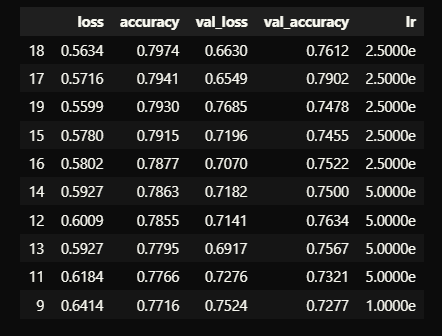 loss accuracy val_loss val_accuracy lr
18 0.5634 0.7974 0.6630 0.7612 2.5000e
17 0.5716 0.7941 0.6549 0.7902 2.5000e
19 0.5599 0.7930 0.7685 0.7478 2.5000e
15 0.5780 0.7915 0.7196 0.7455 2.5000e
16 0.5802 0.7877 0.7070 0.7522 2.5000e
14 0.5927 0.7863 0.7182 0.7500 5.0000e
12 0.6009 0.7855 0.7141 0.7634 5.0000e
13 0.5927 0.7795 0.6917 0.7567 5.0000e
11 0.6184 0.7766 0.7276 0.7321 5.0000e
9 0.6414 0.7716 0.7524 0.7277 1.0000e